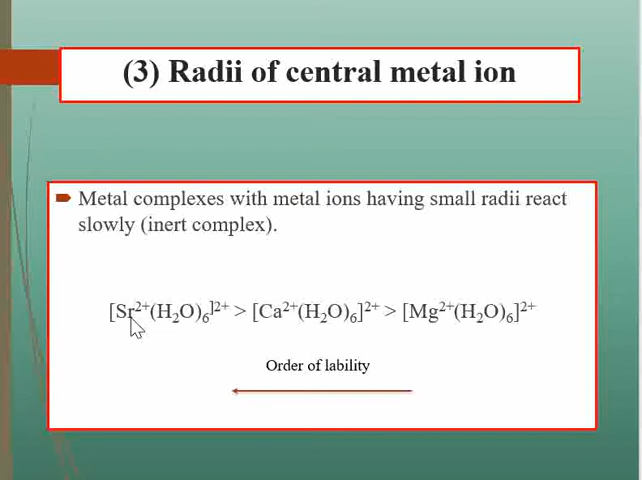 (3) Radii of central metal ion
Metal complexes with metal ions having small radii react
slowly (inert complex).
[Sr²⁺(H₂O)₆]²⁺ > [Ca²⁺(H₂O)₆]²⁺ > [Mg²⁺(H₂O)₆]²⁺
Order of lability